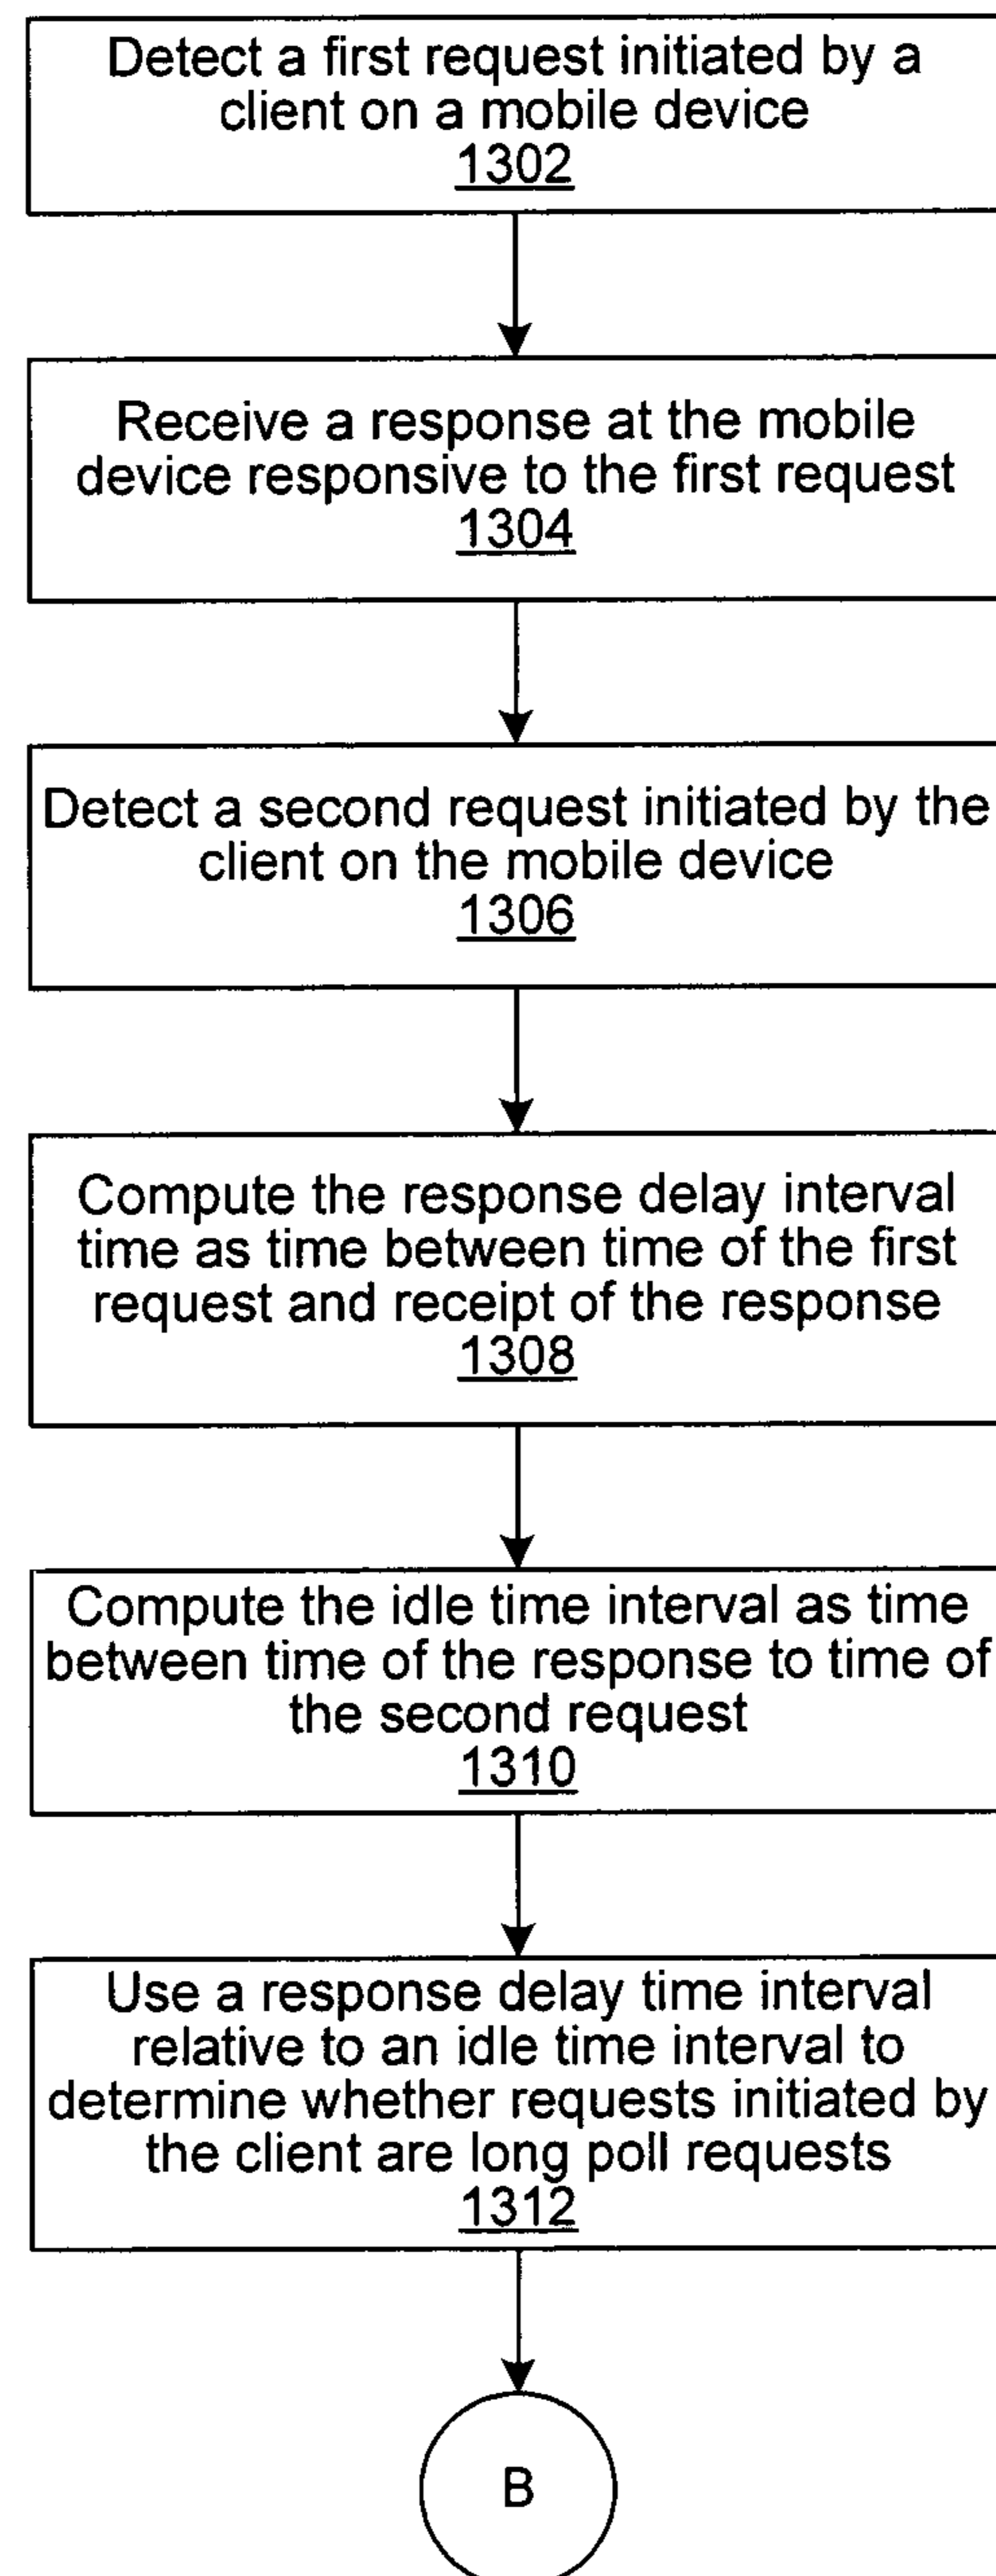 Detect a first request initiated by a
client on a mobile device
1302
Receive a response at the mobile
device responsive to the first request
1304
Detect a second request initiated by the
client on the mobile device
1306
Compute the response delay interval
time as time between time of the first
request and receipt of the response
1308
Compute the idle time interval as time
between time of the response to time of
the second request
1310
Use a response delay time interval
relative to an idle time interval to
determine whether requests initiated by
the client are long poll requests
1312
B